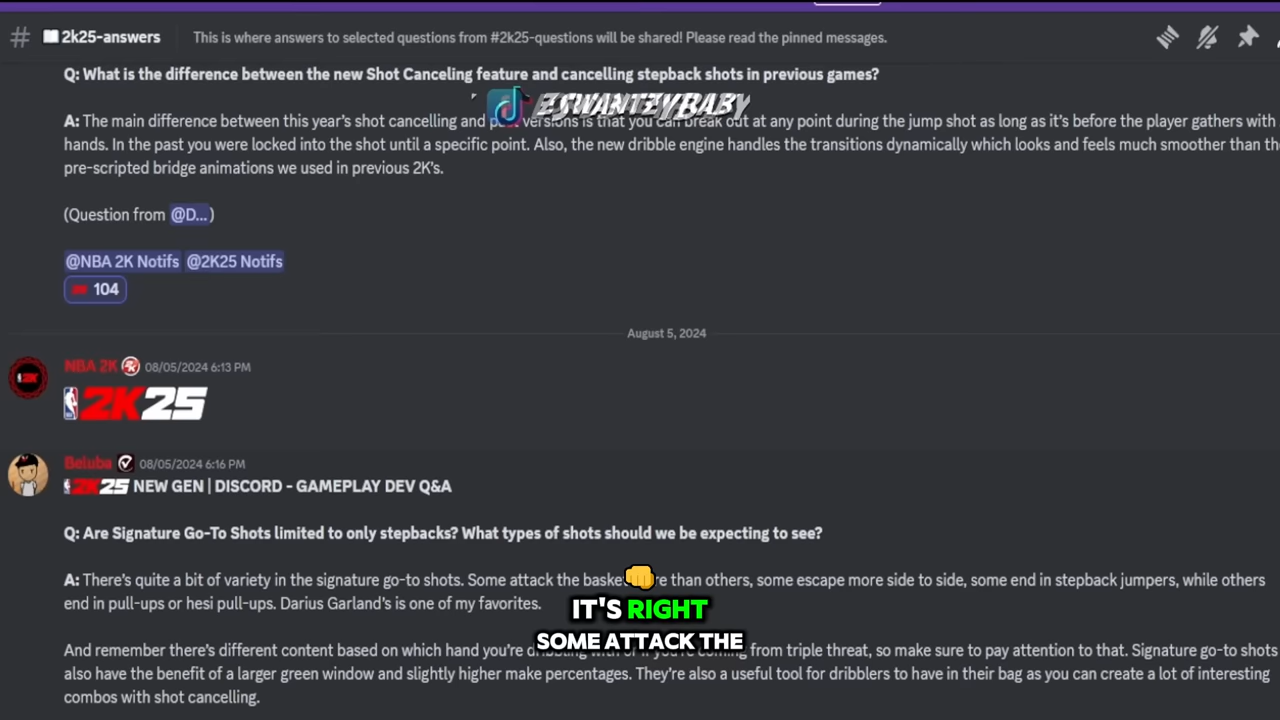 # 2k25-answers This is where answers to selected questions from #2k25-questions will be shared! Please read the pinned messages.
Q: What is the difference between the new Shot Canceling feature and cancelling stepback shots in previous games?
ZSWANTZYBABY
A: The main difference between this year's shot cancelling and past versions is that you can break out at any point during the jump shot as long as it's before the player gathers with
hands. In the past you were locked into the shot until a specific point. Also, the new dribble engine handles the transitions dynamically which looks and feels much smoother than the
pre-scripted bridge animations we used in previous 2K's.
(Question from @D...)
@NBA 2K Notifs @2K25 Notifs
104
August 5, 2024
NBA 2K 08/05/2024 6:13 PM
2K25
Beluba 08/05/2024 6:16 PM
2K25 NEW GEN | DISCORD - GAMEPLAY DEV Q&A
Q: Are Signature Go-To Shots limited to only stepbacks? What types of shots should we be expecting to see?
A: There's quite a bit of variety in the signature go-to shots. Some attack the basket more than others, some escape more side to side, some end in stepback jumpers, while others
end in pull-ups or hesi pull-ups. Darius Garland's is one of my favorites.
IT'S RIGHT
SOME ATTACK THE
And remember there's different content based on which hand you're dribbling with or if you're coming from triple threat, so make sure to pay attention to that. Signature go-to shots
also have the benefit of a larger green window and slightly higher make percentages. They're also a useful tool for dribblers to have in their bag as you can create a lot of interesting
combos with shot cancelling.